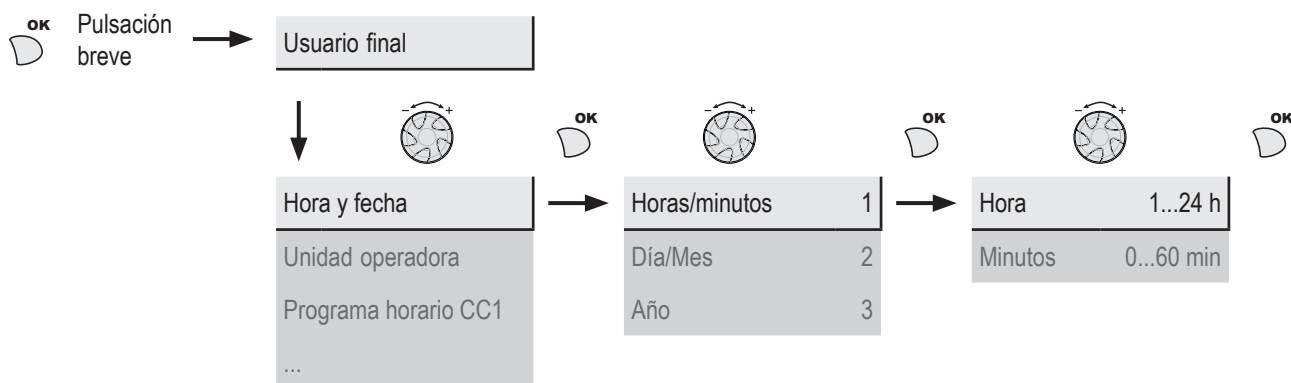 OK
Pulsación
breve
Usuario final
- +
OK
- +
OK
- +
OK
Hora y fecha
Horas/minutos 1
Hora 1...24 h
Unidad operadora
Día/Mes 2
Minutos 0...60 min
Programa horario CC1
Año 3
...